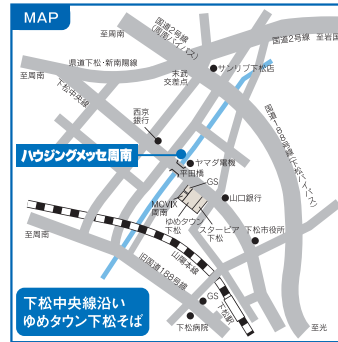 MAP
国道2号線
(周南バイパス)
至周南
国道2号線
至岩国
県道下松・新南陽線
末武
交差点
サンリブ下松店
至周南
下松中央線
西京
銀行
国道188号線(下松バイパス)
ハウジングメッセ周南
ヤマダ電機
平田橋
GS
MOVIX
周南
山口銀行
ゆめタウン
下松
スターピア
下松
下松市役所
至周南
山陽本線
旧国道188号線
下松中央線沿い
ゆめタウン下松そば
GS
下松駅
下松病院
至光